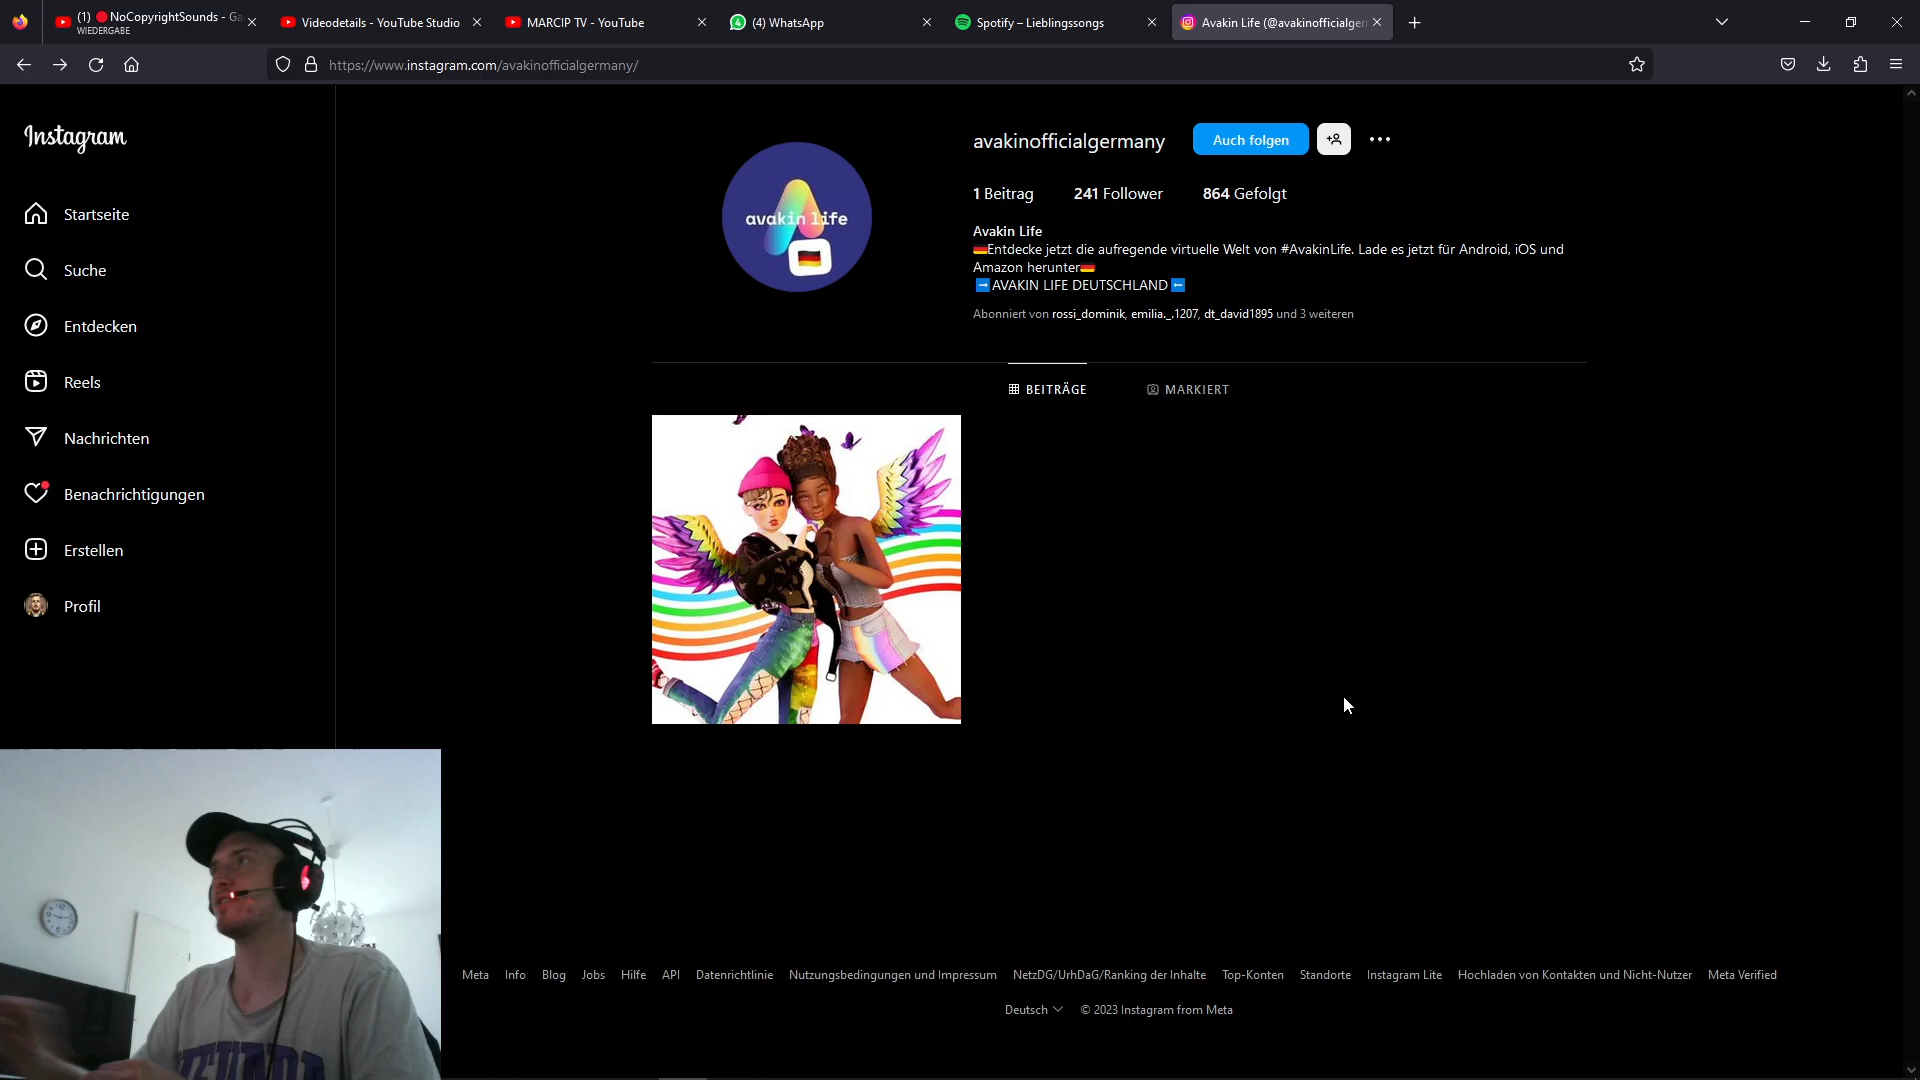 (1) 🔴 NoCopyrightSounds - Ga
WIEDERGABE
Videodetails - YouTube Studio
MARCIP TV - YouTube
(4) WhatsApp
Spotify – Lieblingssongs
Avakin Life (@avakinofficialger
https://www.instagram.com/avakinofficialgermany/
Instagram
Startseite
Suche
Entdecken
Reels
Nachrichten
Benachrichtigungen
Erstellen
Profil
avakin life
avakinofficialgermany
Auch folgen
1 Beitrag
241 Follower
864 Gefolgt
Avakin Life
🇩🇪Entdecke jetzt die aufregende virtuelle Welt von #AvakinLife. Lade es jetzt für Android, iOS und
Amazon herunter🇩🇪
➡️AVAKIN LIFE DEUTSCHLAND⬅️
Abonniert von rossi_dominik, emilia._.1207, dt_david1895 und 3 weiteren
BEITRÄGE
MARKIERT
Meta Info Blog Jobs Hilfe API Datenrichtlinie Nutzungsbedingungen und Impressum NetzDG/UrhDaG/Ranking der Inhalte Top-Konten Standorte Instagram Lite Hochladen von Kontakten und Nicht-Nutzer Meta Verified
Deutsch © 2023 Instagram from Meta